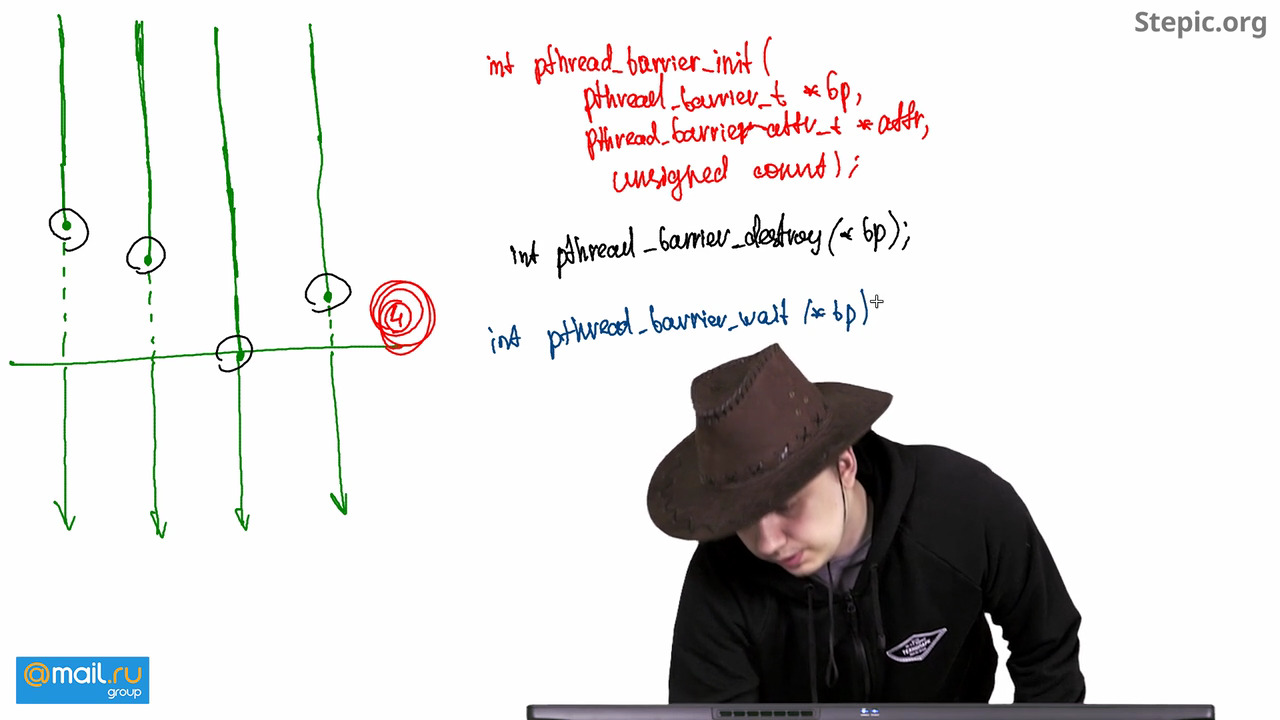 Stepic.org
int pthread_barrier_init(
pthread_barrier_t *bp,
pthread_barrier_attr_t *attr,
unsigned count);
int pthread_barrier_destroy(* bp);
4
int pthread_barrier_wait (* bp)
@mail.ru
group